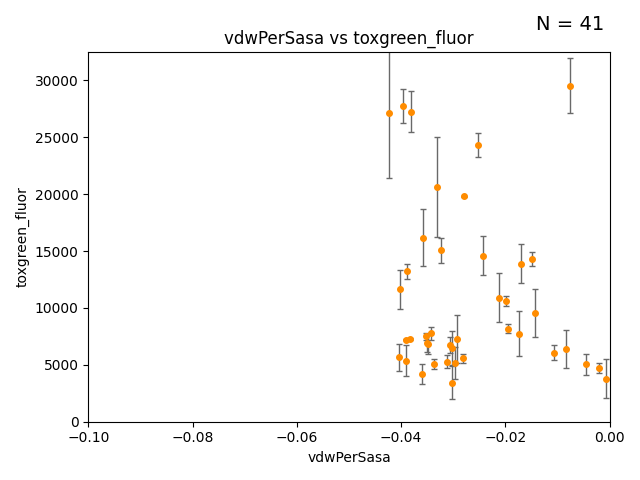 N = 41
vdwPerSasa vs toxgreen_fluor
30000
25000
20000
15000
10000
5000
0
toxgreen_fluor
−0.10 −0.08 −0.06 −0.04 −0.02 0.00
vdwPerSasa